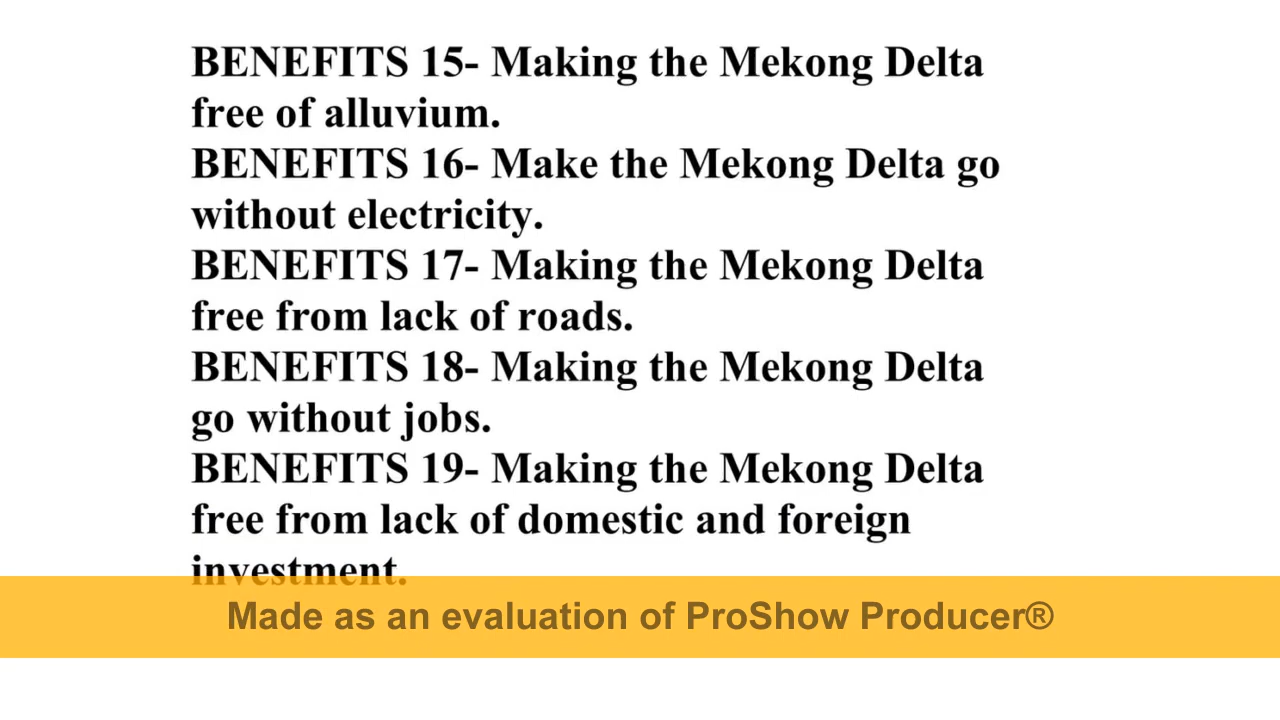 BENEFITS 15- Making the Mekong Delta
free of alluvium.
BENEFITS 16- Make the Mekong Delta go
without electricity.
BENEFITS 17- Making the Mekong Delta
free from lack of roads.
BENEFITS 18- Making the Mekong Delta
go without jobs.
BENEFITS 19- Making the Mekong Delta
free from lack of domestic and foreign
investment.
Made as an evaluation of ProShow Producer®